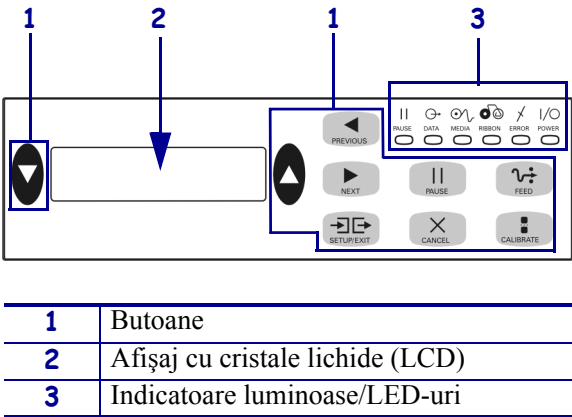 1 2 1 3
PAUSE DATA MEDIA RIBBON ERROR POWER
PREVIOUS
NEXT PAUSE FEED
SETUP/EXIT CANCEL CALIBRATE
1 Butoane
2 Afişaj cu cristale lichide (LCD)
3 Indicatoare luminoase/LED-uri